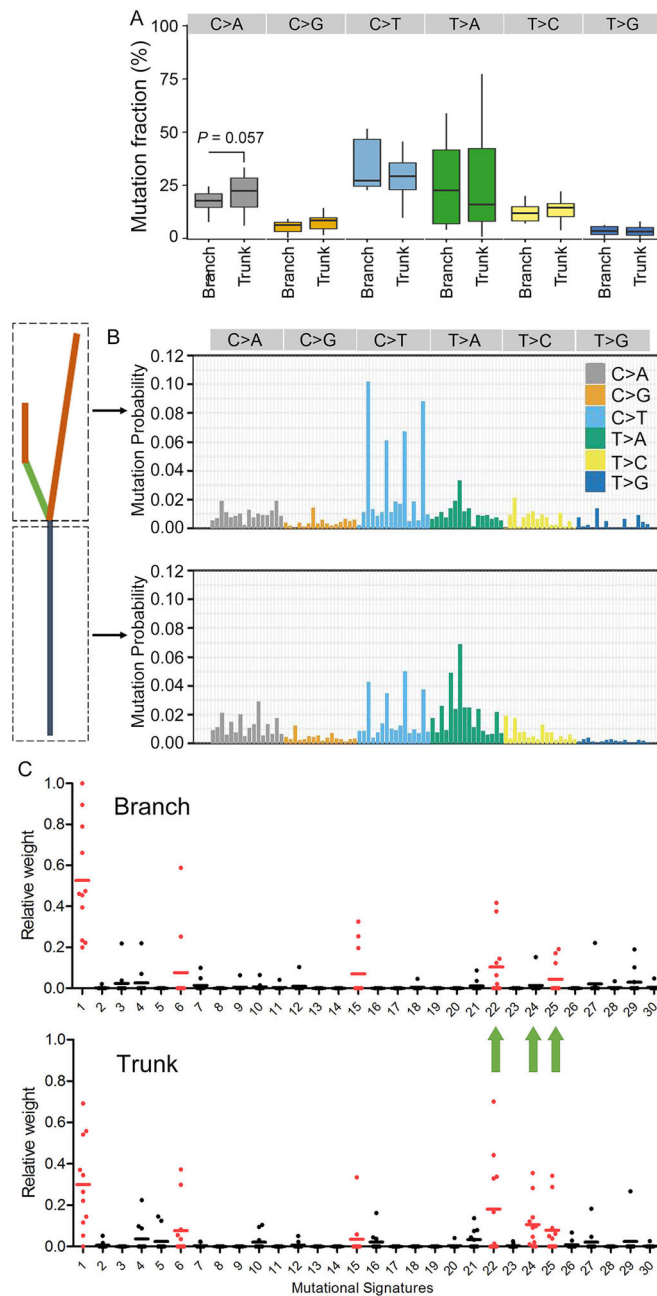 A
C>A C>G C>T T>A T>C T>G
Mutation fraction (%)
100
75
50
25
0
P = 0.057
Branch Trunk Branch Trunk Branch Trunk Branch Trunk Branch Trunk Branch Trunk
B
C>A C>G C>T T>A T>C T>G
Mutation Probability
0.12
0.10
0.08
0.06
0.04
0.02
0.00
C>A
C>G
C>T
T>A
T>C
T>G
Mutation Probability
0.12
0.10
0.08
0.06
0.04
0.02
0.00
C
Branch
Relative weight
1.0
0.8
0.6
0.4
0.2
0.0
1 2 3 4 5 6 7 8 9 10 11 12 13 14 15 16 17 18 19 20 21 22 23 24 25 26 27 28 29 30
Trunk
Relative weight
1.0
0.8
0.6
0.4
0.2
0.0
1 2 3 4 5 6 7 8 9 10 11 12 13 14 15 16 17 18 19 20 21 22 23 24 25 26 27 28 29 30
Mutational Signatures